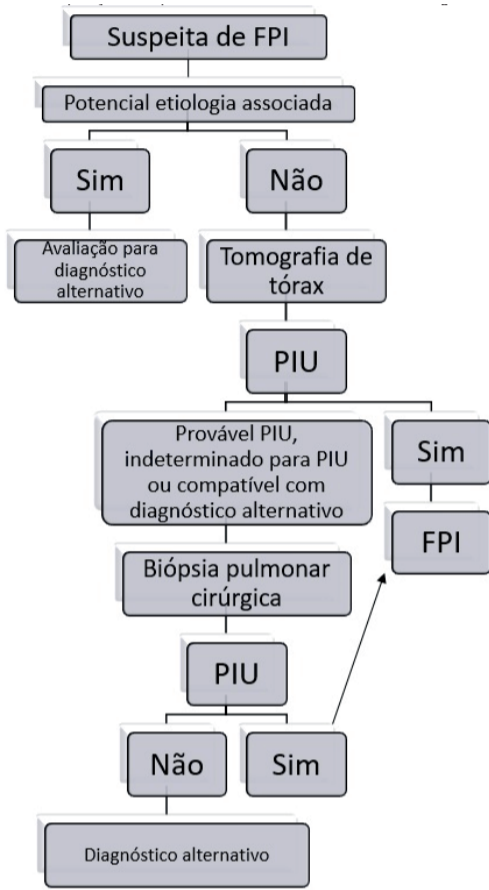 Suspeita de FPI
Potencial etiologia associada
Sim
Não
Avaliação para
diagnóstico
alternativo
Tomografia de
tórax
PIU
Provável PIU,
indeterminado para PIU
ou compatível com
diagnóstico alternativo
Sim
FPI
Biópsia pulmonar
cirúrgica
PIU
Não
Sim
Diagnóstico alternativo